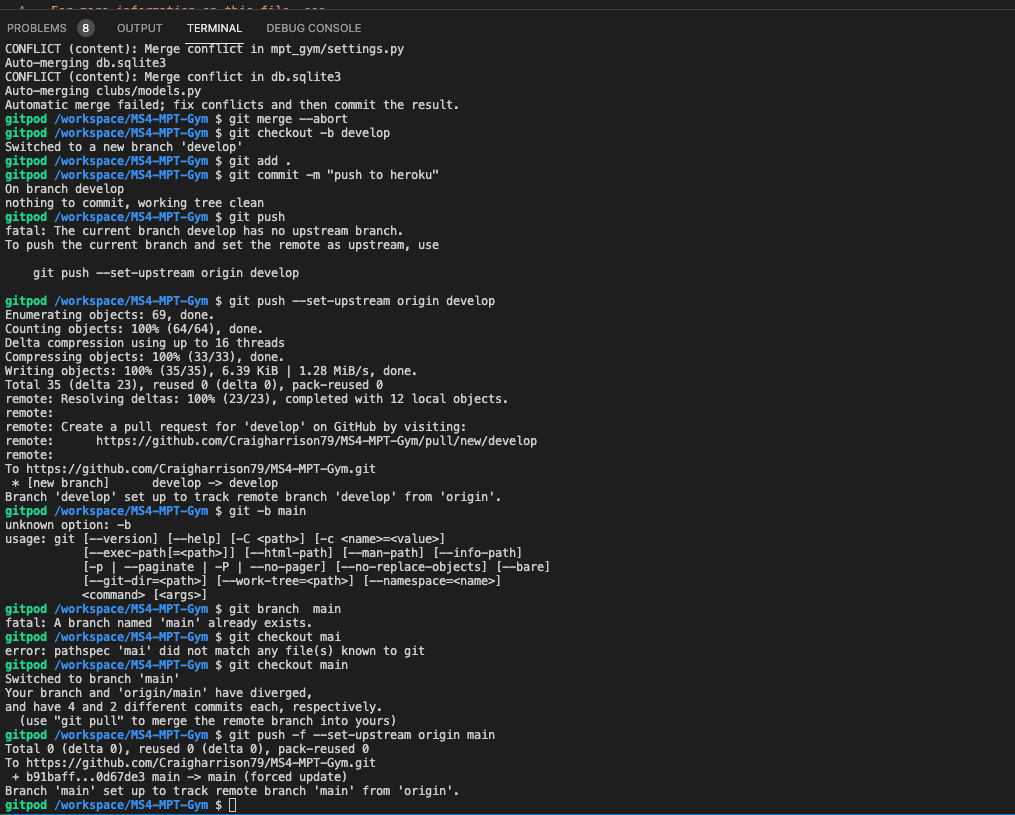 4 For more information on this file, see
PROBLEMS 8 OUTPUT TERMINAL DEBUG CONSOLE
CONFLICT (content): Merge conflict in mpt_gym/settings.py
Auto-merging db.sqlite3
CONFLICT (content): Merge conflict in db.sqlite3
Auto-merging clubs/models.py
Automatic merge failed; fix conflicts and then commit the result.
gitpod /workspace/MS4-MPT-Gym $ git merge --abort
gitpod /workspace/MS4-MPT-Gym $ git checkout -b develop
Switched to a new branch 'develop'
gitpod /workspace/MS4-MPT-Gym $ git add .
gitpod /workspace/MS4-MPT-Gym $ git commit -m "push to heroku"
On branch develop
nothing to commit, working tree clean
gitpod /workspace/MS4-MPT-Gym $ git push
fatal: The current branch develop has no upstream branch.
To push the current branch and set the remote as upstream, use
    git push --set-upstream origin develop
gitpod /workspace/MS4-MPT-Gym $ git push --set-upstream origin develop
Enumerating objects: 69, done.
Counting objects: 100% (64/64), done.
Delta compression using up to 16 threads
Compressing objects: 100% (33/33), done.
Writing objects: 100% (35/35), 6.39 KiB | 1.28 MiB/s, done.
Total 35 (delta 23), reused 0 (delta 0), pack-reused 0
remote: Resolving deltas: 100% (23/23), completed with 12 local objects.
remote:
remote: Create a pull request for 'develop' on GitHub by visiting:
remote:      https://github.com/Craigharrison79/MS4-MPT-Gym/pull/new/develop
remote:
To https://github.com/Craigharrison79/MS4-MPT-Gym.git
 * [new branch]      develop -> develop
Branch 'develop' set up to track remote branch 'develop' from 'origin'.
gitpod /workspace/MS4-MPT-Gym $ git -b main
unknown option: -b
usage: git [--version] [--help] [-C <path>] [-c <name>=<value>]
           [--exec-path[=<path>]] [--html-path] [--man-path] [--info-path]
           [-p | --paginate | -P | --no-pager] [--no-replace-objects] [--bare]
           [--git-dir=<path>] [--work-tree=<path>] [--namespace=<name>]
           <command> [<args>]
gitpod /workspace/MS4-MPT-Gym $ git branch  main
fatal: A branch named 'main' already exists.
gitpod /workspace/MS4-MPT-Gym $ git checkout mai
error: pathspec 'mai' did not match any file(s) known to git
gitpod /workspace/MS4-MPT-Gym $ git checkout main
Switched to branch 'main'
Your branch and 'origin/main' have diverged,
and have 4 and 2 different commits each, respectively.
  (use "git pull" to merge the remote branch into yours)
gitpod /workspace/MS4-MPT-Gym $ git push -f --set-upstream origin main
Total 0 (delta 0), reused 0 (delta 0), pack-reused 0
To https://github.com/Craigharrison79/MS4-MPT-Gym.git
 + b91baff...0d67de3 main -> main (forced update)
Branch 'main' set up to track remote branch 'main' from 'origin'.
gitpod /workspace/MS4-MPT-Gym $